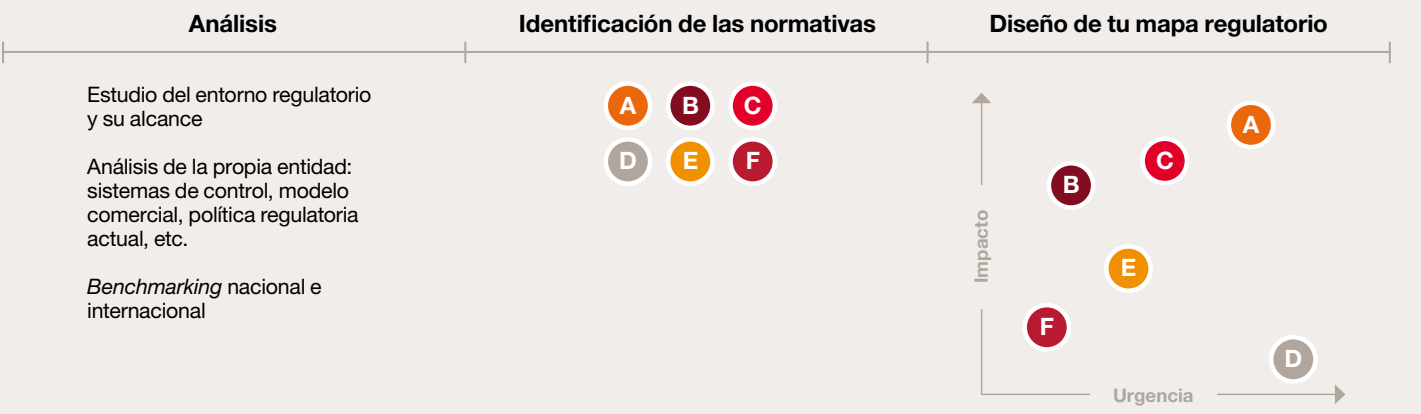 Análisis
Estudio del entorno regulatorio
y su alcance
Análisis de la propia entidad:
sistemas de control, modelo
comercial, política regulatoria
actual, etc.
Benchmarking nacional e
internacional
Identificación de las normativas
A B C
D E F
Diseño de tu mapa regulatorio
A
C
B
Impacto
E
F
D
Urgencia